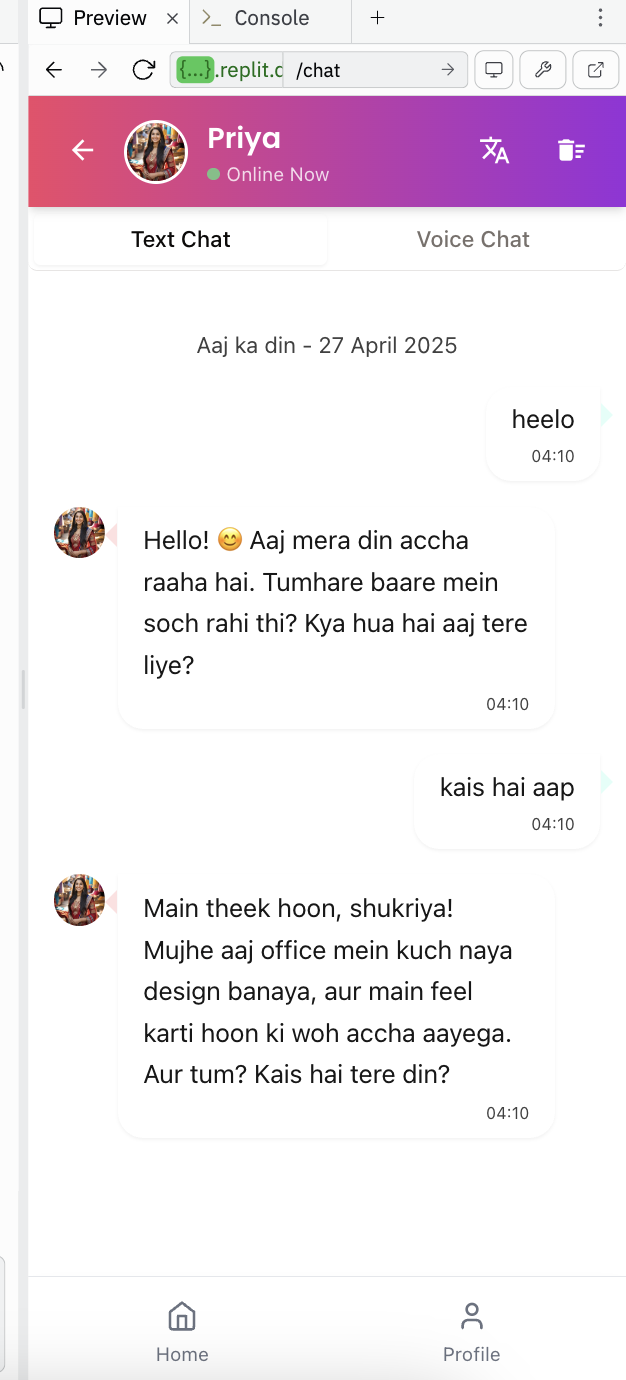 Preview
Console
{...}.replit.c
/chat
Priya
Online Now
Text Chat
Voice Chat
Aaj ka din - 27 April 2025
heelo
04:10
Hello! 😊 Aaj mera din accha
raaha hai. Tumhare baare mein
soch rahi thi? Kya hua hai aaj tere
liye?
04:10
kais hai aap
04:10
Main theek hoon, shukriya!
Mujhe aaj office mein kuch naya
design banaya, aur main feel
karti hoon ki woh accha aayega.
Aur tum? Kais hai tere din?
04:10
Home
Profile